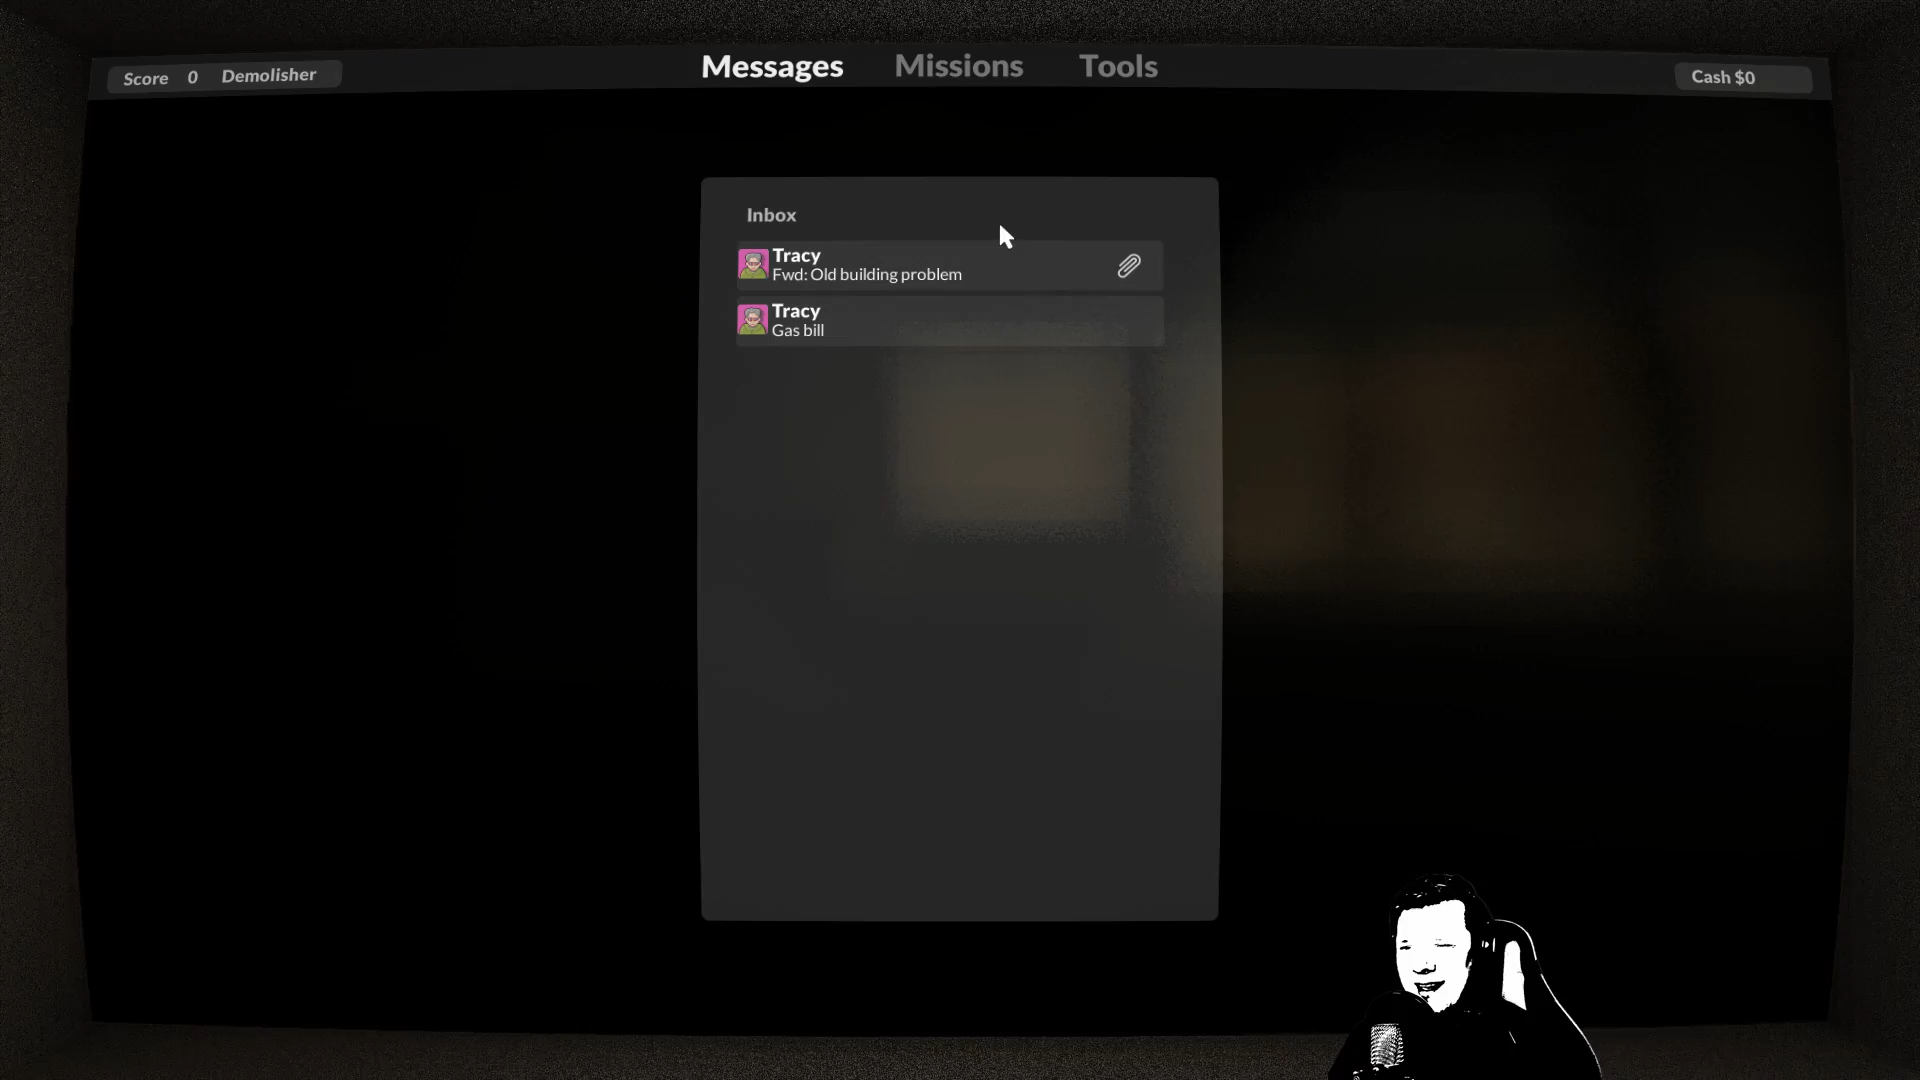 Score 0 Demolisher
Messages Missions Tools
Cash $0
Inbox
Tracy
Fwd: Old building problem
Tracy
Gas bill